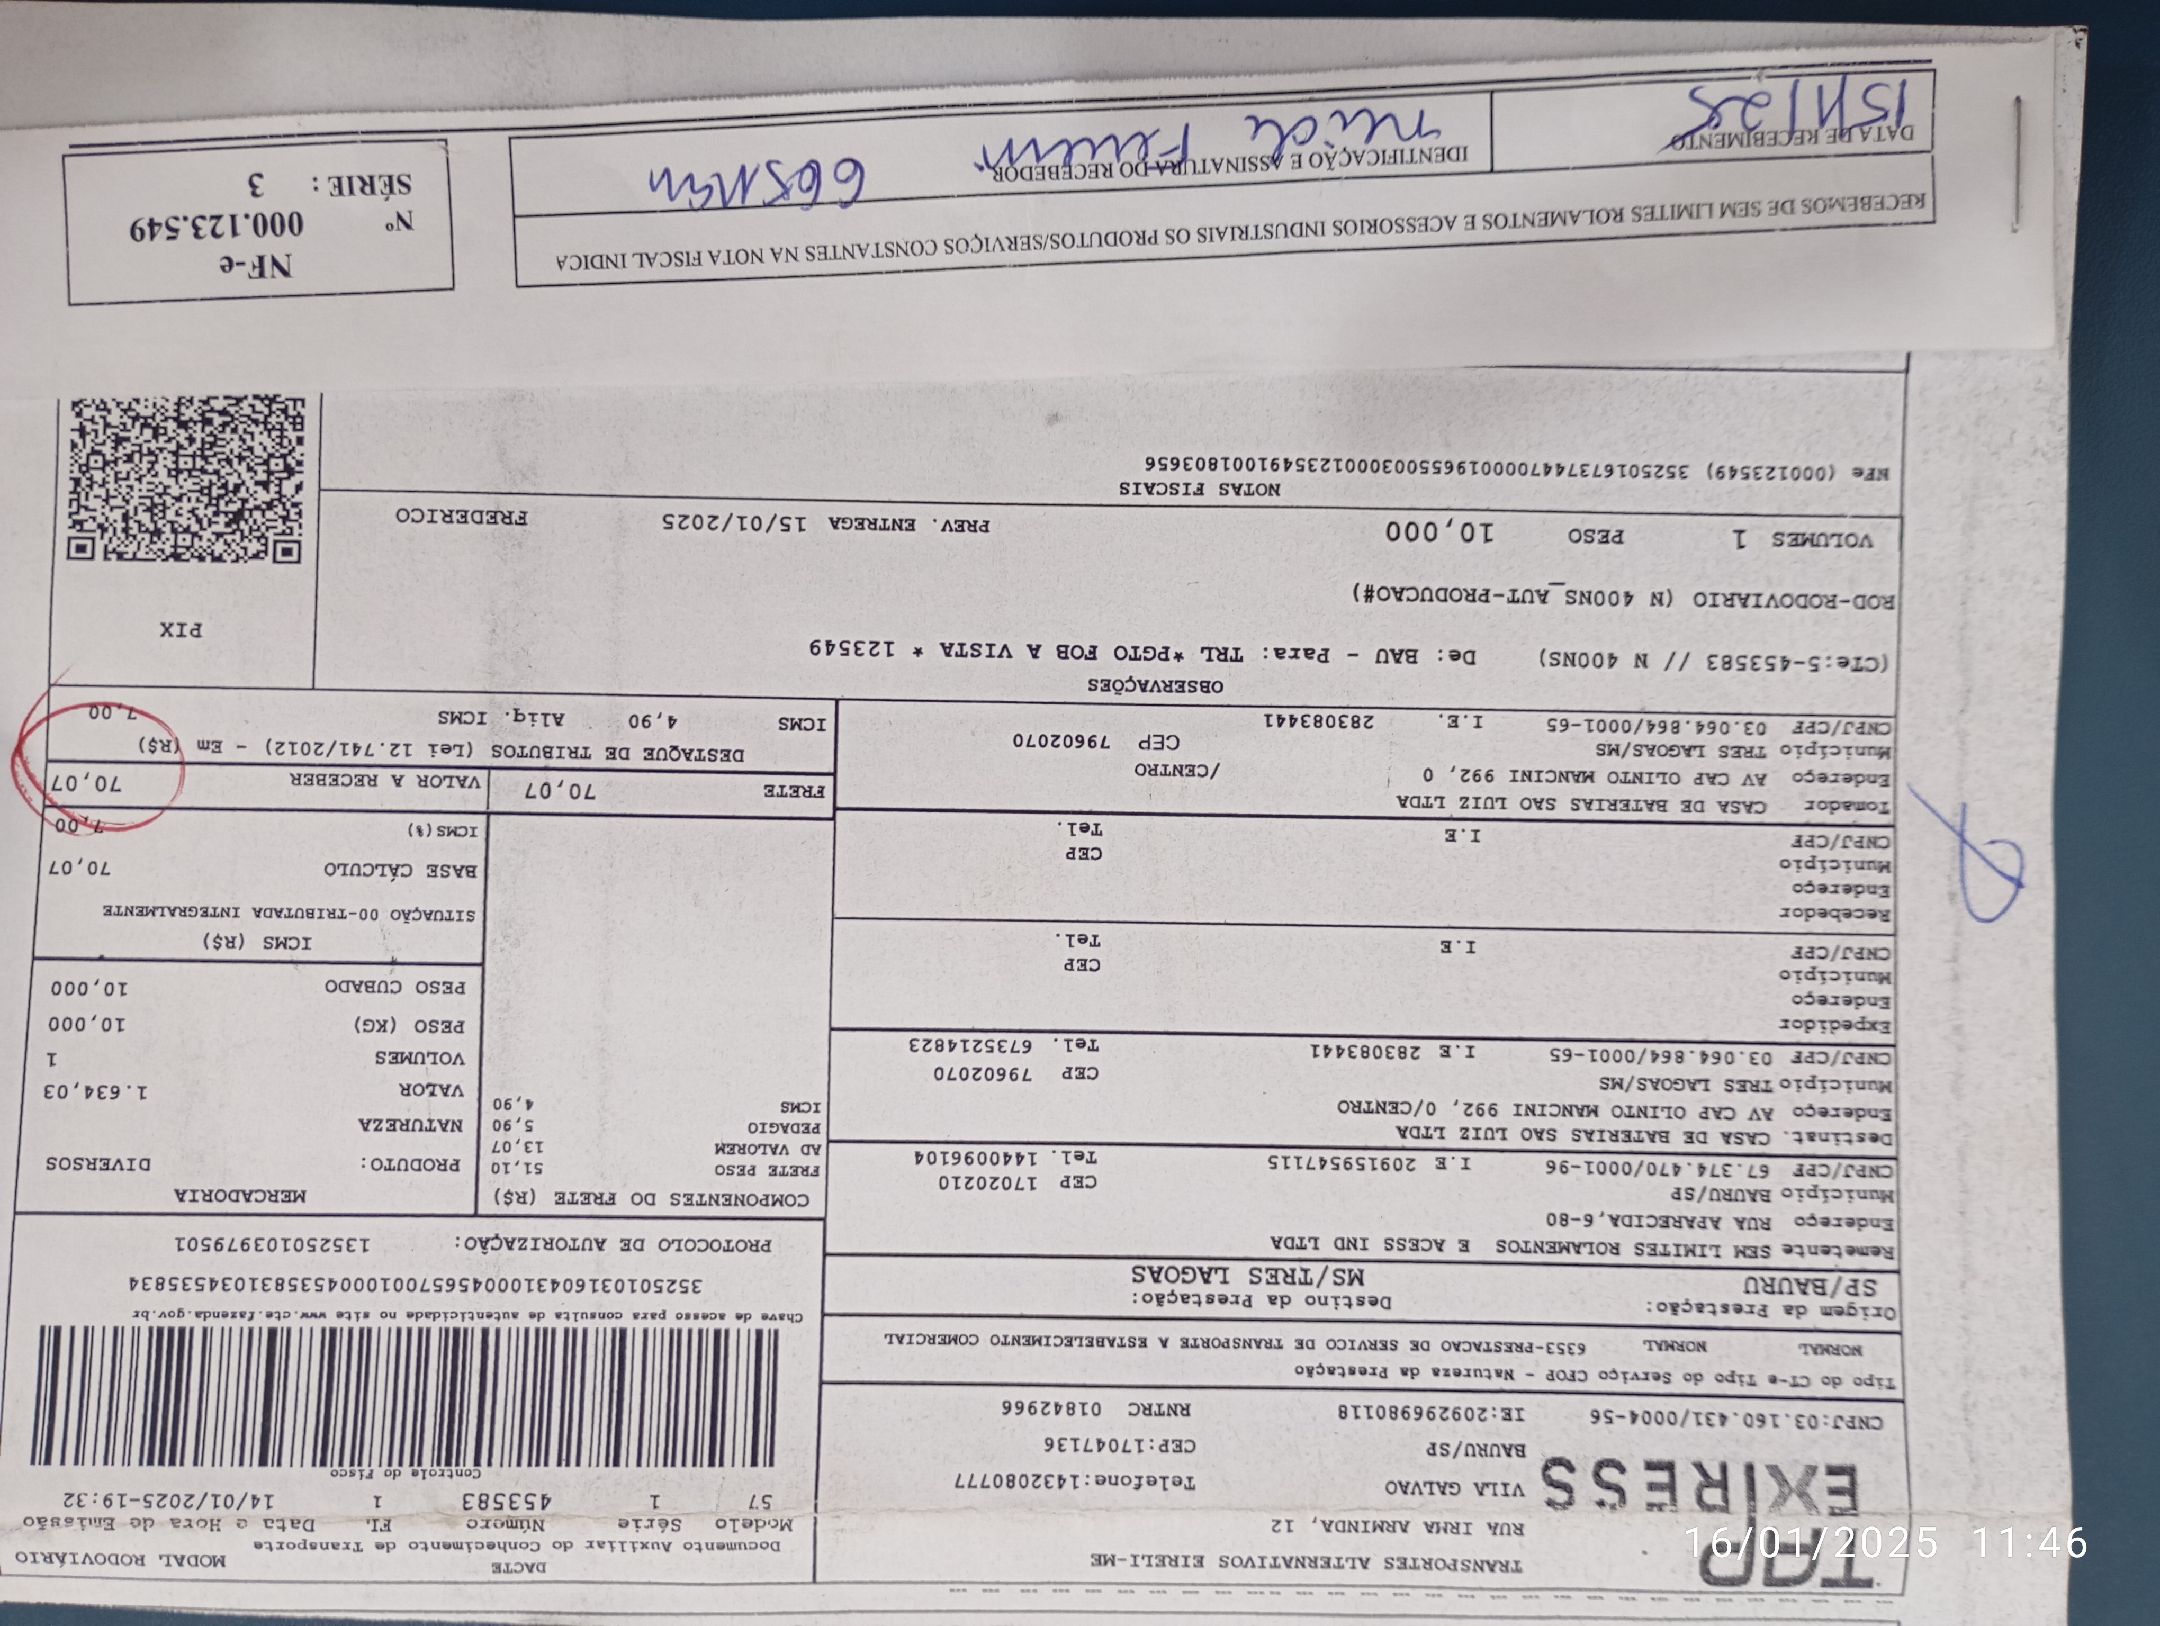 TAP
EXPRESS
TRANSPORTES ALTERNATIVOS EIRELI-ME
RUA IRMA ARMINDA, 12
VILA GALVAO Telefone:1432080777
BAURU/SP CEP:17047136
CNPJ:03.160.431/0004-56 IE:209296980118 RNTRC 01842966
DACTE MODAL RODOVIÁRIO
Documento Auxiliar do Conhecimento de Transporte
Modelo Série Número Fl. Data e Hora de Emissão
57 1 453583 1 14/01/2025-19:32
Controle do Fisco
Chave de acesso para consulta de autenticidade no site www.cte.fazenda.gov.br
35250103160431000456570010004535831034535834
PROTOCOLO DE AUTORIZAÇÃO: 135250103979501
Tipo do CT-e Tipo do Serviço CFOP - Natureza da Prestação
NORMAL NORMAL 6353-PRESTACAO DE SERVICO DE TRANSPORTE A ESTABELECIMENTO COMERCIAL
Origem da Prestação: Destino da Prestação:
SP/BAURU MS/TRES LAGOAS
Remetente SEM LIMITES ROLAMENTOS E ACESS IND LTDA
Endereço RUA APARECIDA,6-80
Município BAURU/SP CEP 17020210
CNPJ/CPF 67.374.470/0001-96 I.E 209159547115 Tel. 1440096104
Destinat. CASA DE BATERIAS SAO LUIZ LTDA
Endereço AV CAP OLINTO MANCINI 992, 0/CENTRO
Município TRES LAGOAS/MS CEP 79602070
CNPJ/CPF 03.064.864/0001-65 I.E 283083441 Tel. 6735214823
Expedidor
Endereço
Município CEP
CNPJ/CPF I.E Tel.
Recebedor
Endereço
Município CEP
CNPJ/CPF I.E Tel.
Tomador CASA DE BATERIAS SAO LUIZ LTDA
Endereço AV CAP OLINTO MANCINI 992, 0 /CENTRO
Município TRES LAGOAS/MS CEP 79602070
CNPJ/CPF 03.064.864/0001-65 I.E. 283083441
COMPONENTES DO FRETE (R$)
FRETE PESO 51,10
AD VALOREM 13,07
PEDAGIO 5,90
ICMS 4,90
MERCADORIA
PRODUTO: DIVERSOS
NATUREZA
VALOR 1.634,03
VOLUMES 1
PESO (KG) 10,000
PESO CUBADO 10,000
ICMS (R$)
SITUAÇÃO 00-TRIBUTADA INTEGRALMENTE
BASE CÁLCULO 70,07
ICMS(%) 7,00
FRETE 70,07 VALOR A RECEBER 70,07
DESTAQUE DE TRIBUTOS (Lei 12.741/2012) - Em (R$)
ICMS 4,90 Aliq. ICMS 7,00
OBSERVAÇÕES
(CTe:5-453583 // N 400NS) De: BAU - Para: TRL *PGTO FOB A VISTA * 123549
ROD-RODOVIARIO (N 400NS_AUT-PRODUCAO#)
PIX
VOLUMES 1 PESO 10,000 PREV. ENTREGA 15/01/2025 FREDERICO
NOTAS FISCAIS
NFe (000123549) 35250167374470000196550030001235491001803656
RECEBEMOS DE SEM LIMITES ROLAMENTOS E ACESSORIOS INDUSTRIAIS OS PRODUTOS/SERVIÇOS CONSTANTES NA NOTA FISCAL INDICA
DATA DE RECEBIMENTO
15/1/25
IDENTIFICAÇÃO E ASSINATURA DO RECEBEDOR
NF-e
Nº 000.123.549
SÉRIE: 3
16/01/2025 11:46